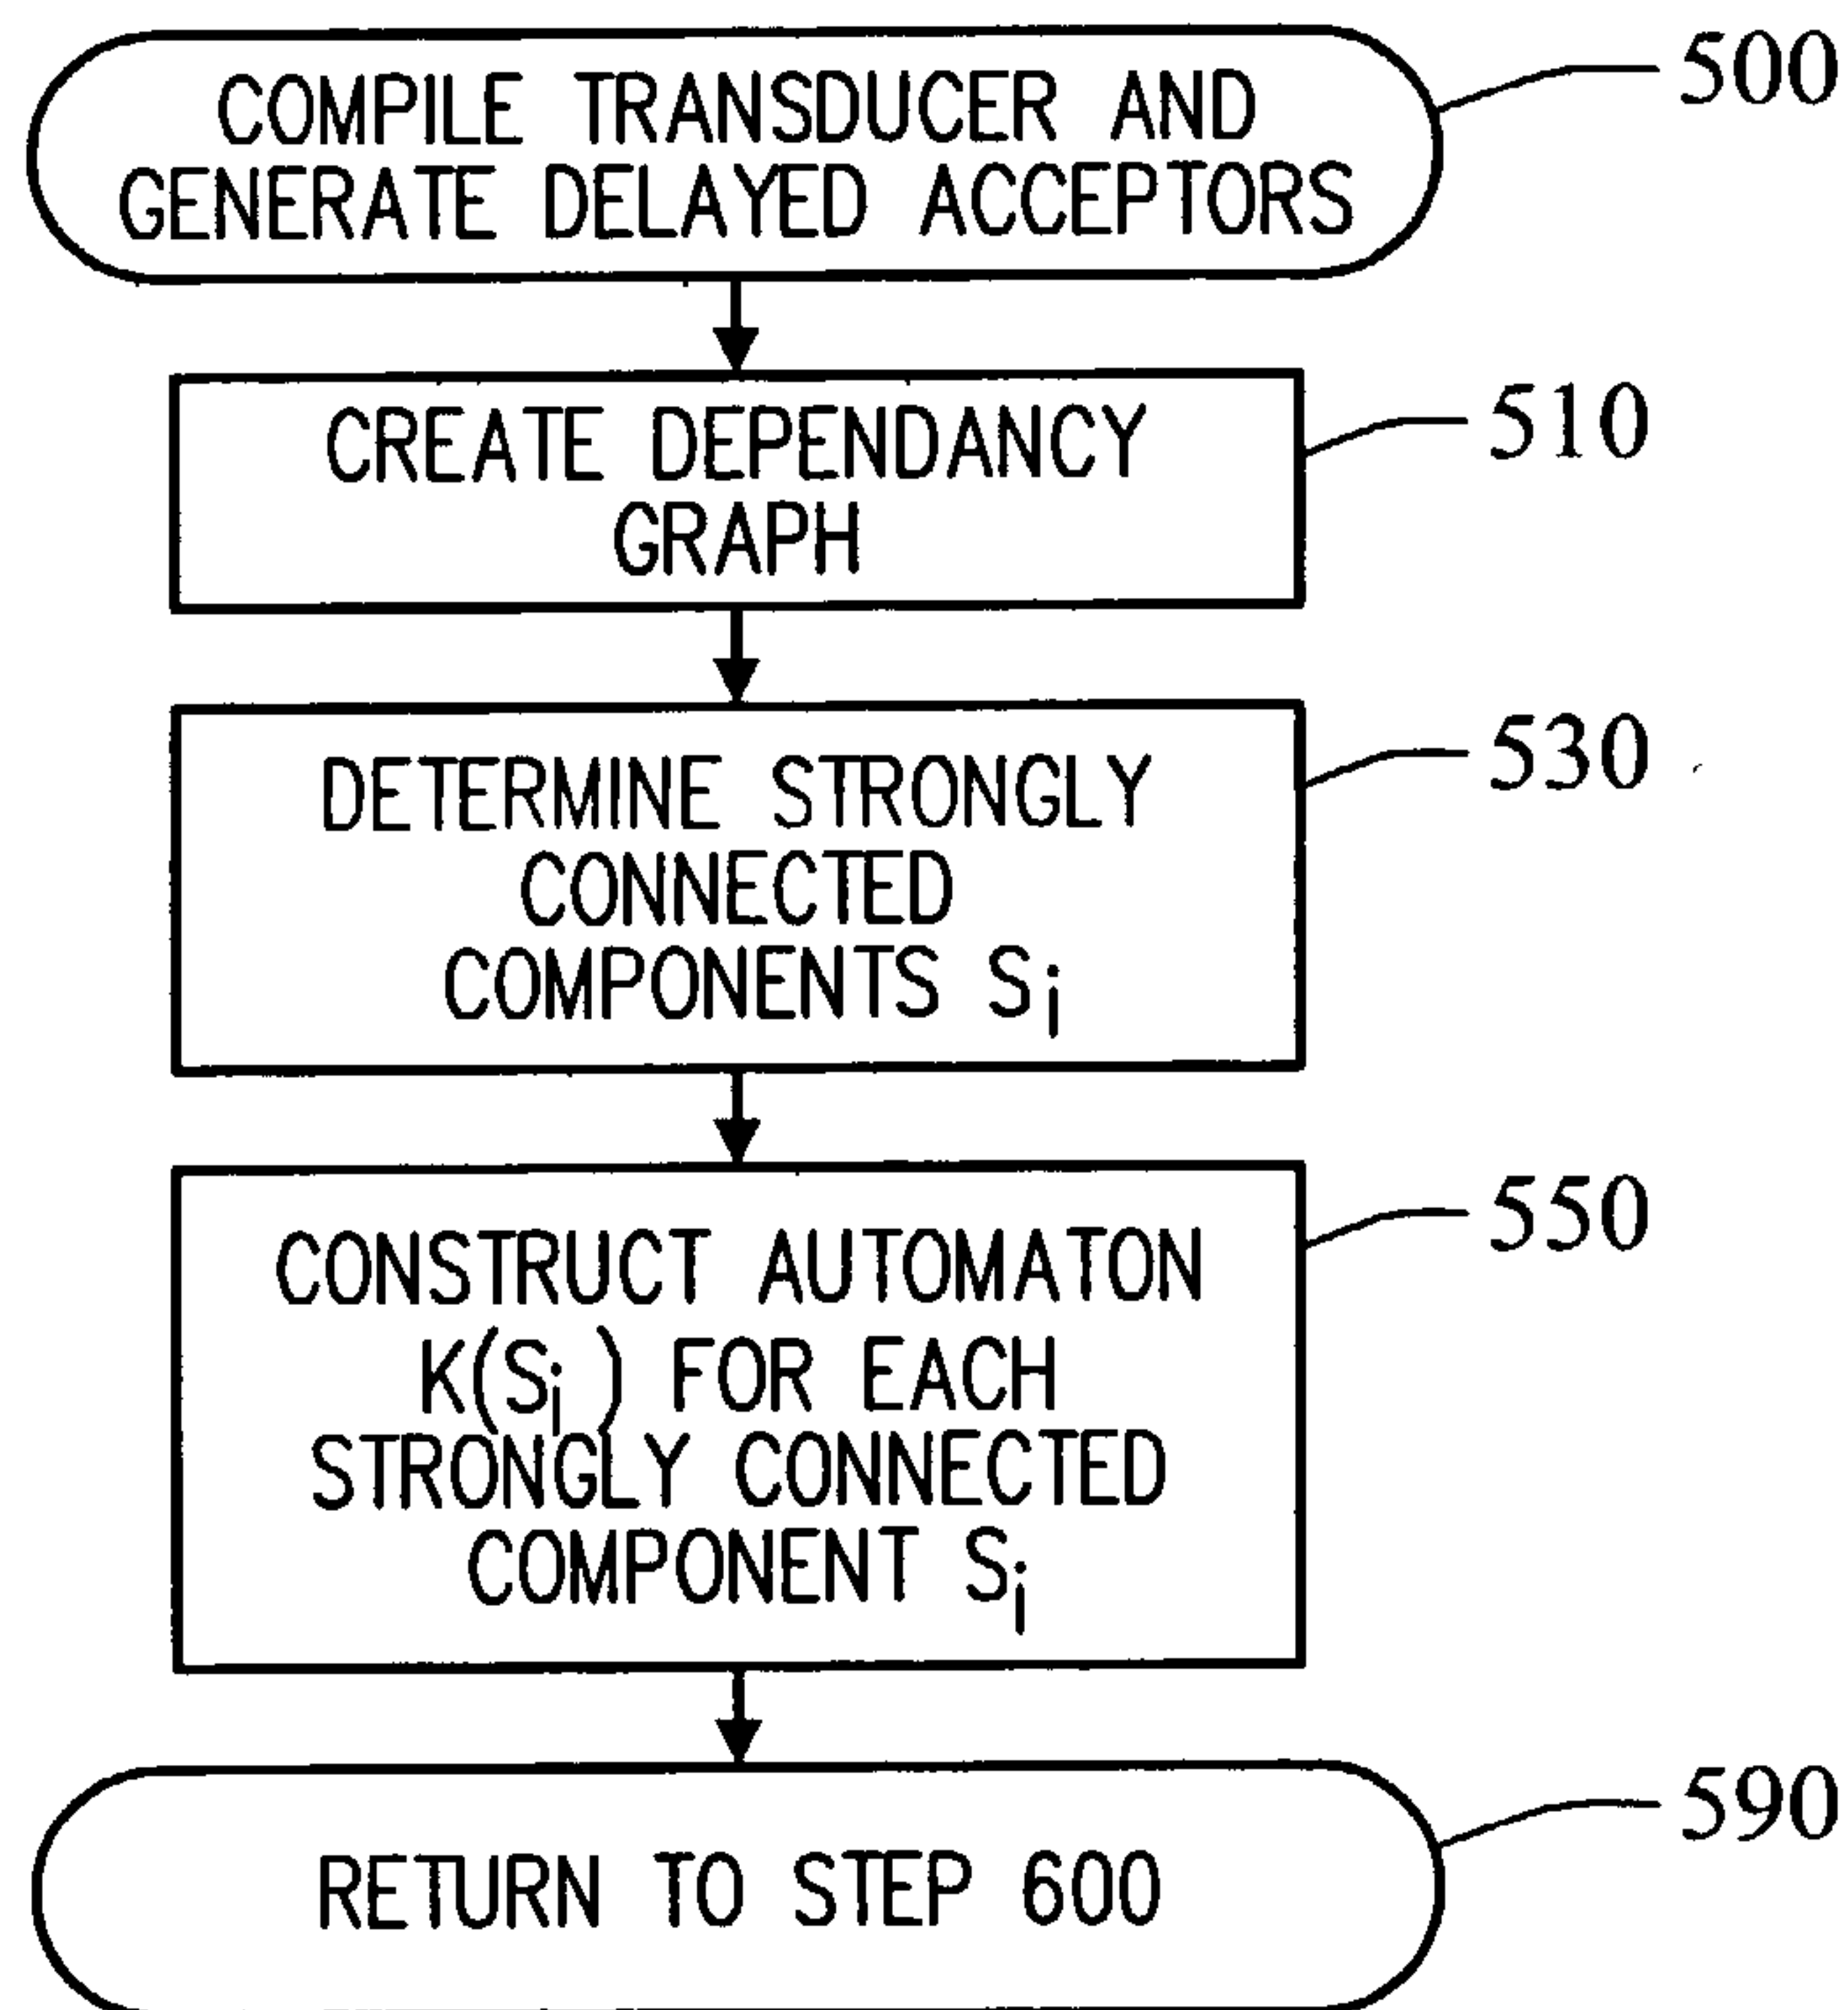 COMPILE TRANSDUCER AND
GENERATE DELAYED ACCEPTORS
500
CREATE DEPENDANCY
GRAPH
510
DETERMINE STRONGLY
CONNECTED
COMPONENTS Si
530
CONSTRUCT AUTOMATON
K(Si) FOR EACH
STRONGLY CONNECTED
COMPONENT Si
550
RETURN TO STEP 600
590